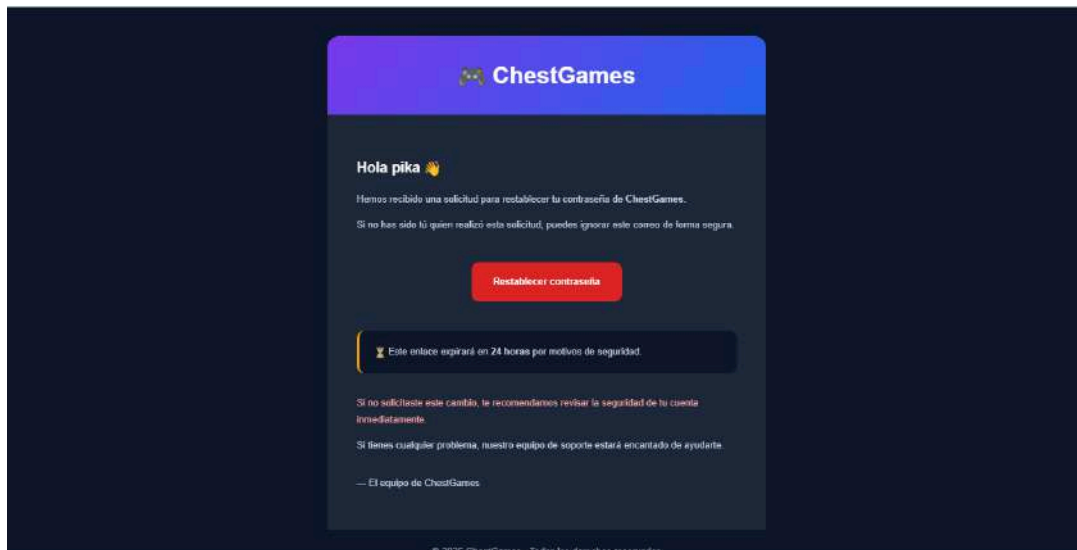 🎮 ChestGames
Hola pika 👋
Hemos recibido una solicitud para restablecer tu contraseña de ChestGames.
Si no has sido tú quien realizó esta solicitud, puedes ignorar este correo de forma segura.
Restablecer contraseña
⏳ Este enlace expirará en 24 horas por motivos de seguridad.
Si no solicitaste este cambio, te recomendamos revisar la seguridad de tu cuenta
inmediatamente.
Si tienes cualquier problema, nuestro equipo de soporte estará encantado de ayudarte.
— El equipo de ChestGames